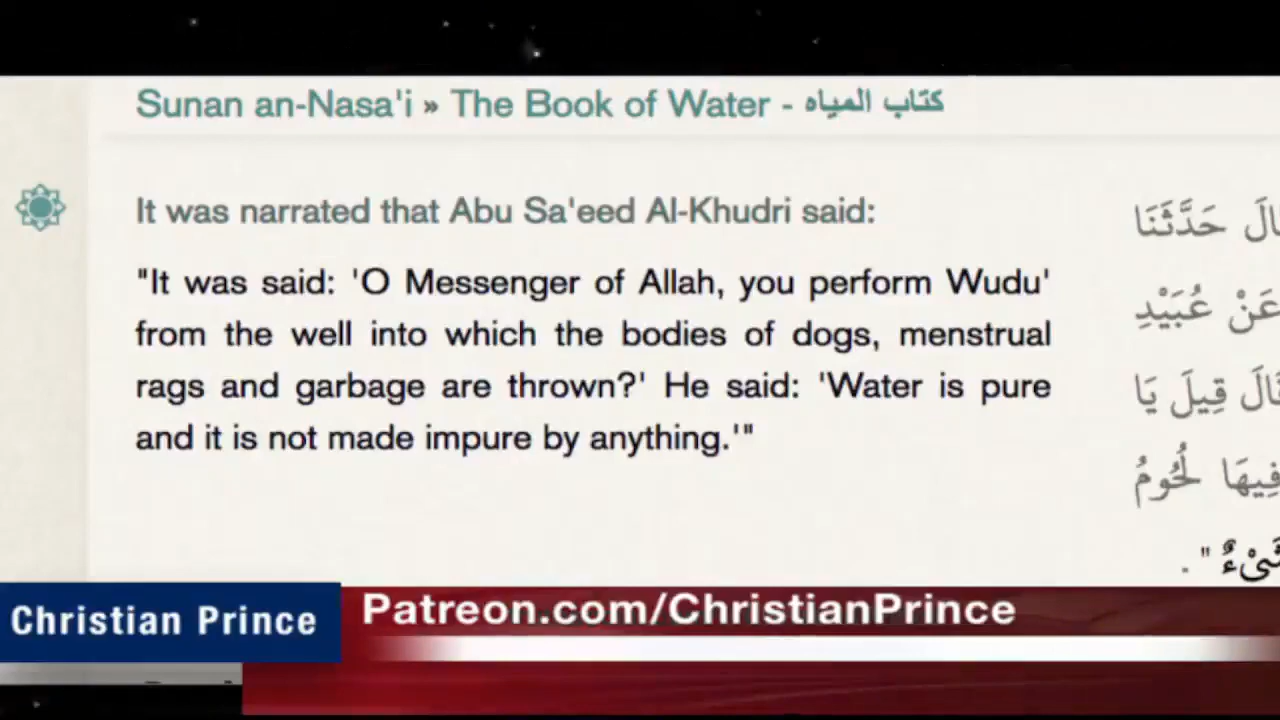 Sunan an-Nasa'i » The Book of Water - كتاب المياه
It was narrated that Abu Sa'eed Al-Khudri said:
"It was said: 'O Messenger of Allah, you perform Wudu'
from the well into which the bodies of dogs, menstrual
rags and garbage are thrown?' He said: 'Water is pure
and it is not made impure by anything.'"
حَدَّثَنَا
عَنْ عُبَيْدِ
قِيلَ يَا
لُحُومُ
شَىْءٌ " .
Christian Prince
Patreon.com/ChristianPrince